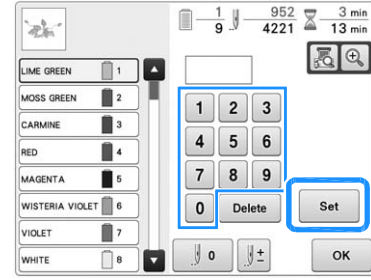 1 952 3 min
9 4221 13 min
LIME GREEN 1
MOSS GREEN 2
CARMINE 3
RED 4
MAGENTA 5
WISTERIA VIOLET 6
VIOLET 7
WHITE 8
1 2 3
4 5 6
7 8 9
0 Delete Set
0 ± OK